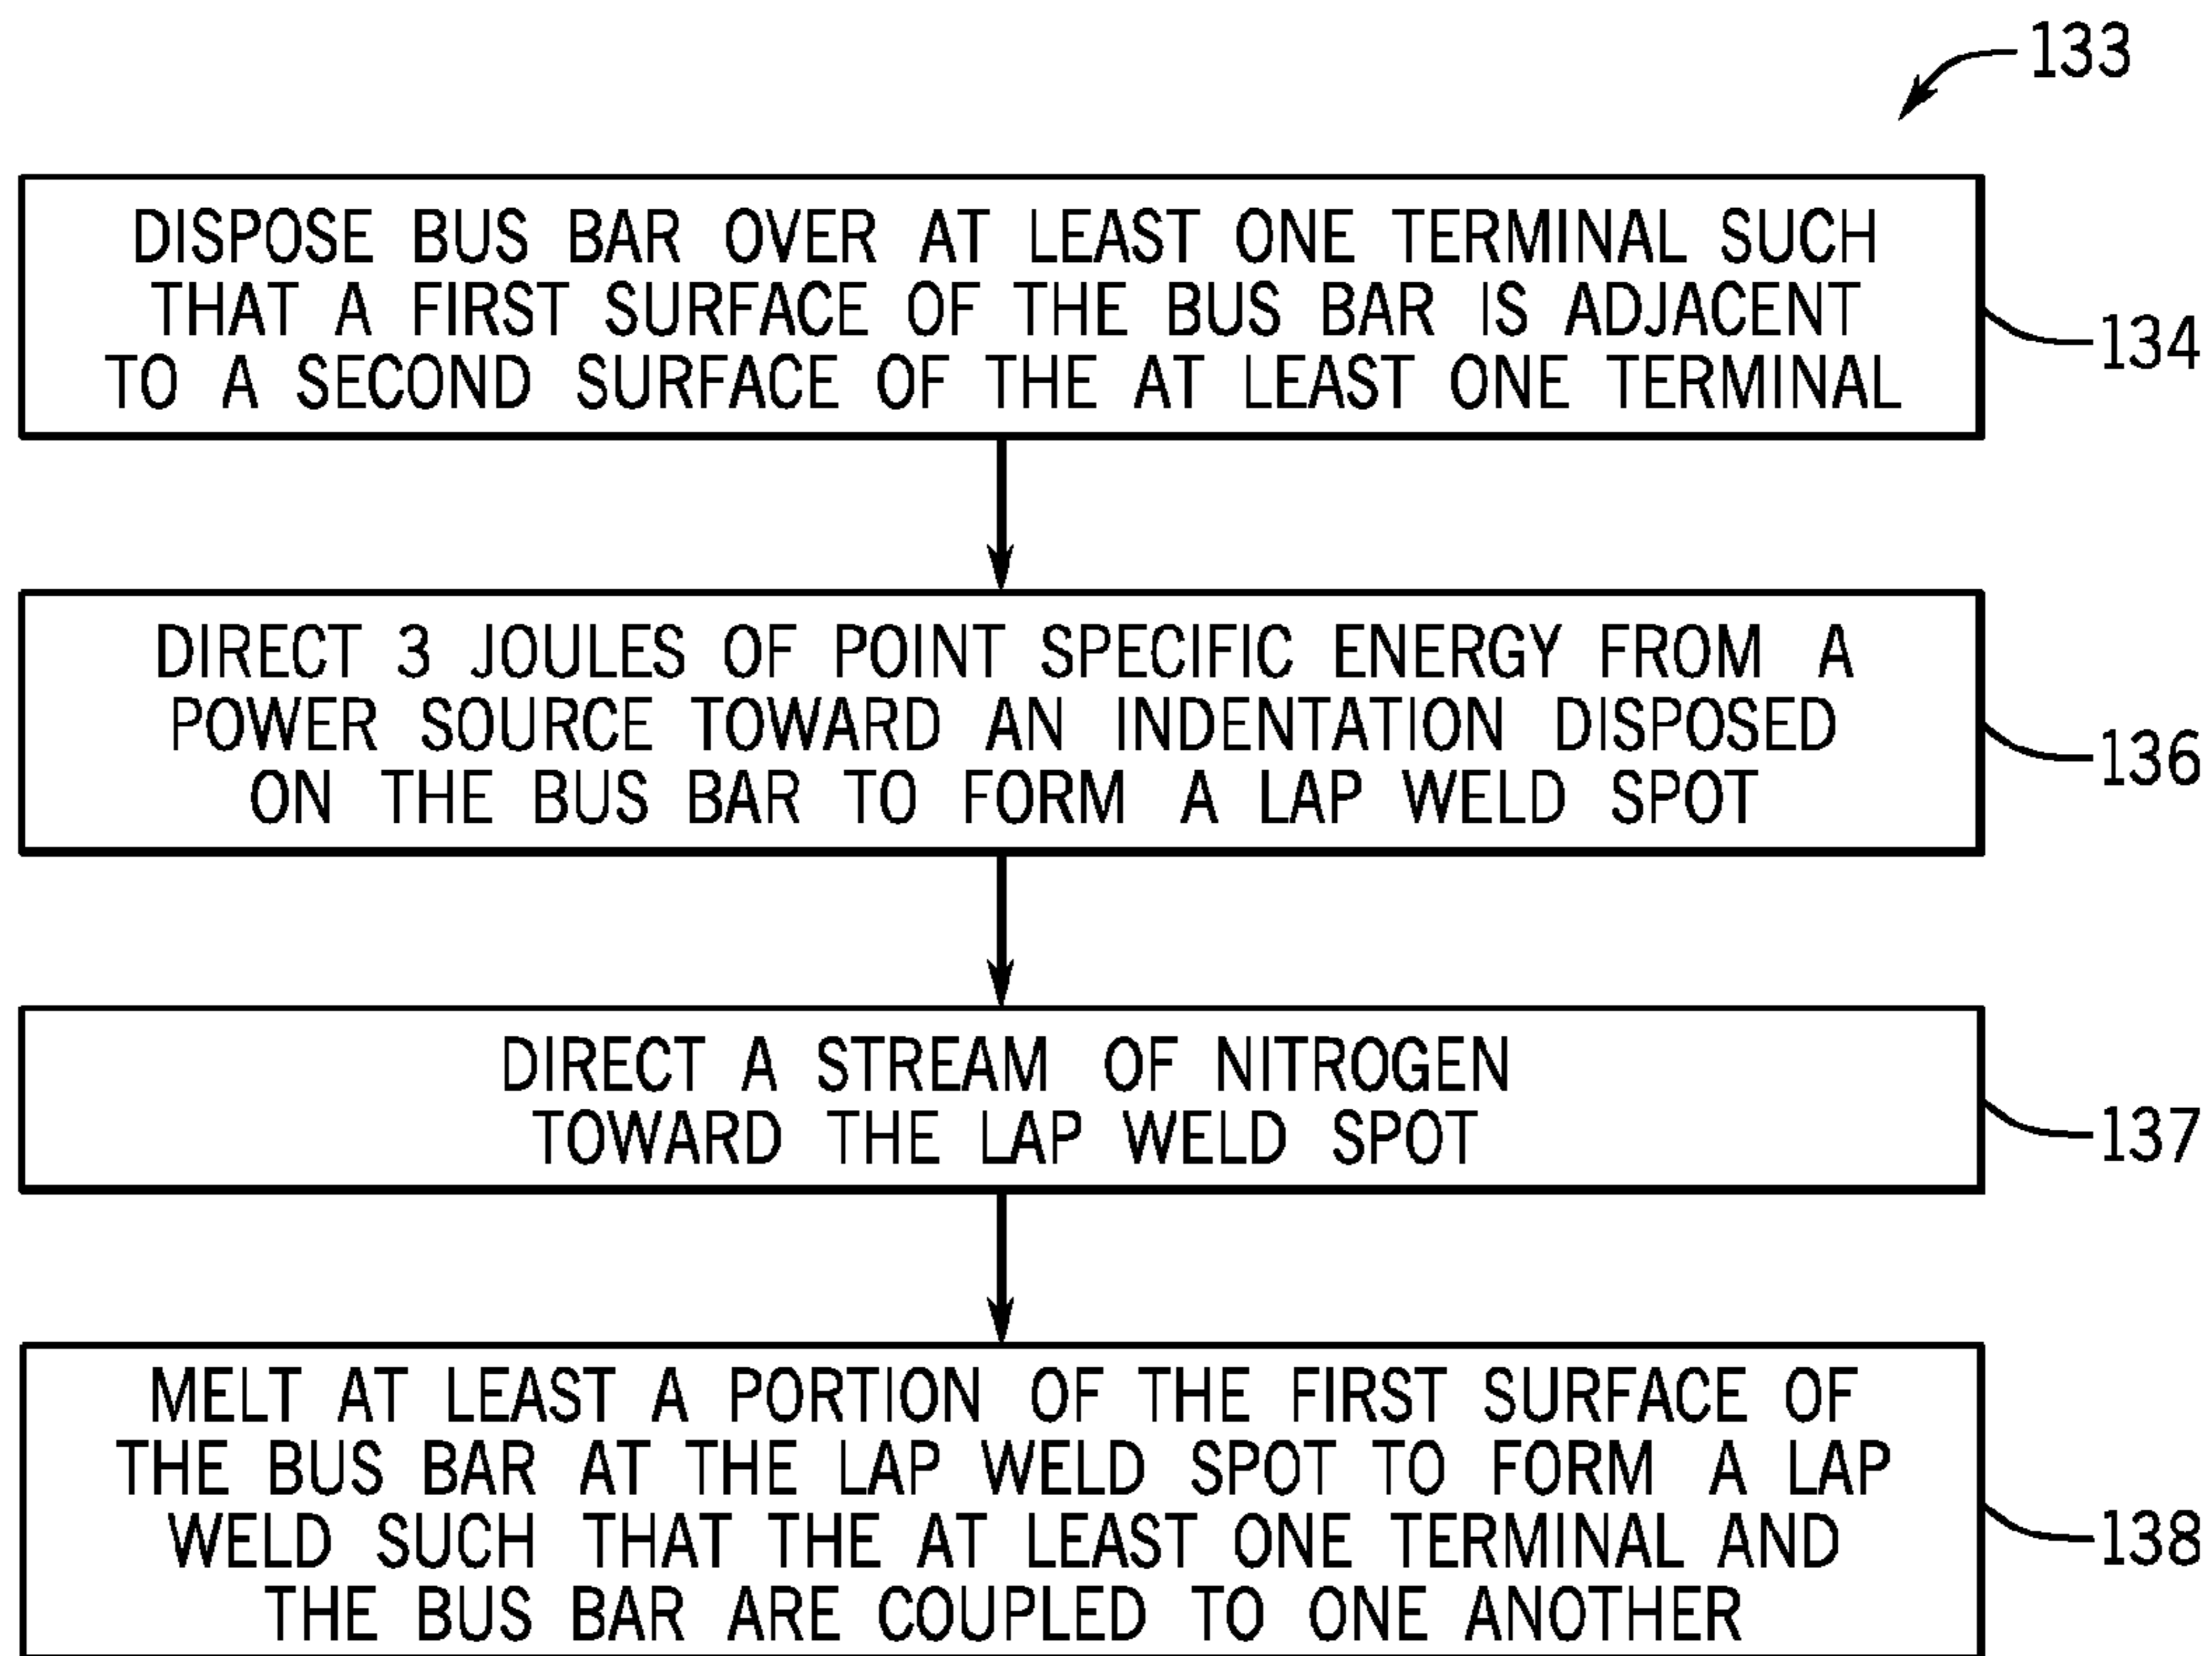 133
DISPOSE BUS BAR OVER AT LEAST ONE TERMINAL SUCH
THAT A FIRST SURFACE OF THE BUS BAR IS ADJACENT
TO A SECOND SURFACE OF THE AT LEAST ONE TERMINAL
134
DIRECT 3 JOULES OF POINT SPECIFIC ENERGY FROM A
POWER SOURCE TOWARD AN INDENTATION DISPOSED
ON THE BUS BAR TO FORM A LAP WELD SPOT
136
DIRECT A STREAM OF NITROGEN
TOWARD THE LAP WELD SPOT
137
MELT AT LEAST A PORTION OF THE FIRST SURFACE OF
THE BUS BAR AT THE LAP WELD SPOT TO FORM A LAP
WELD SUCH THAT THE AT LEAST ONE TERMINAL AND
THE BUS BAR ARE COUPLED TO ONE ANOTHER
138